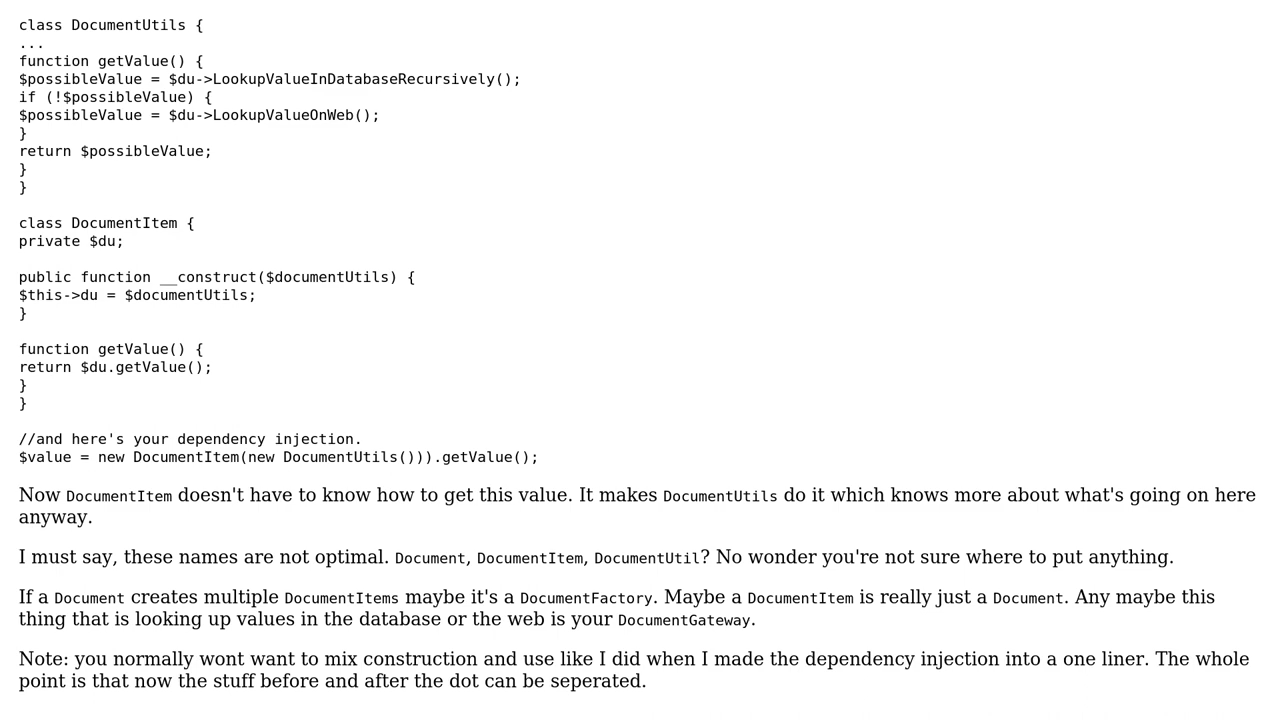 class DocumentUtils {
...
function getValue() {
$possibleValue = $du->LookupValueInDatabaseRecursively();
if (!$possibleValue) {
$possibleValue = $du->LookupValueOnWeb();
}
return $possibleValue;
}
}
class DocumentItem {
private $du;
public function __construct($documentUtils) {
$this->du = $documentUtils;
}
function getValue() {
return $du.getValue();
}
}
//and here's your dependency injection.
$value = new DocumentItem(new DocumentUtils())).getValue();
Now DocumentItem doesn't have to know how to get this value. It makes DocumentUtils do it which knows more about what's going on here
anyway.
I must say, these names are not optimal. Document, DocumentItem, DocumentUtil? No wonder you're not sure where to put anything.
If a Document creates multiple DocumentItems maybe it's a DocumentFactory. Maybe a DocumentItem is really just a Document. Any maybe this
thing that is looking up values in the database or the web is your DocumentGateway.
Note: you normally wont want to mix construction and use like I did when I made the dependency injection into a one liner. The whole
point is that now the stuff before and after the dot can be seperated.